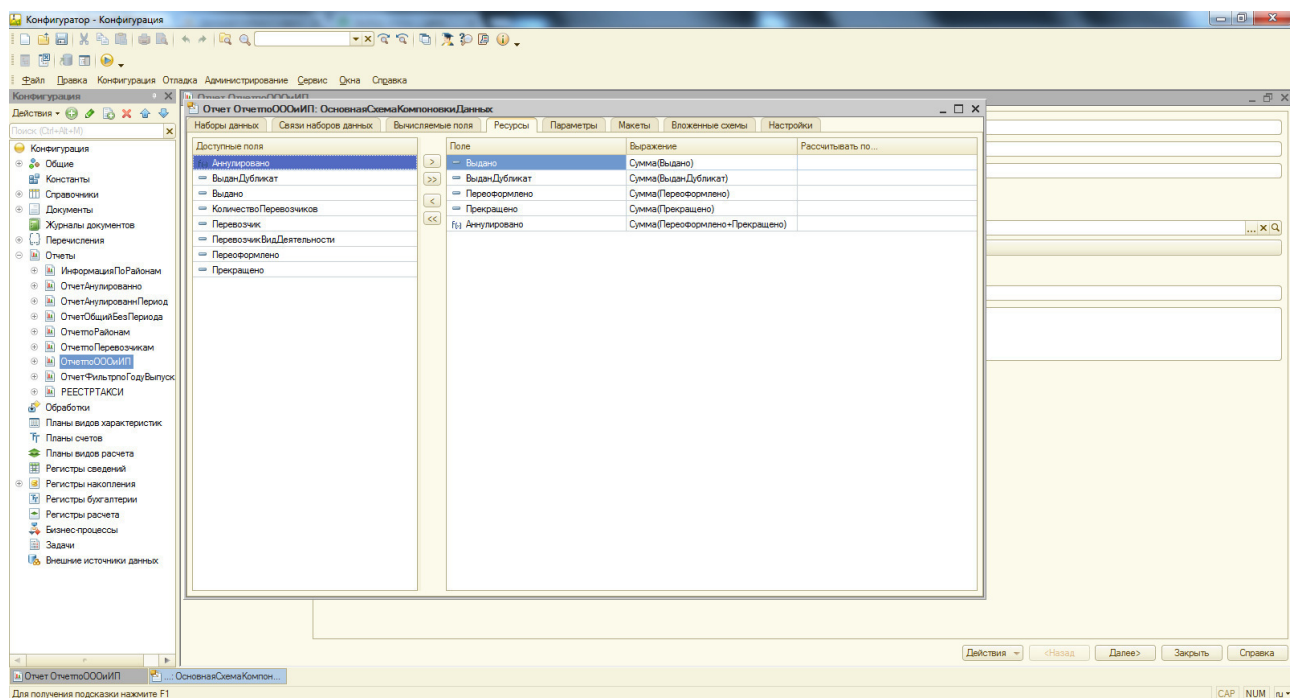 Конфигуратор - Конфигурация
Файл Правка Конфигурация Отладка Администрирование Сервис Окна Справка
Конфигурация
Действия
Поиск (Ctrl+Alt+M)
Конфигурация
Общие
Константы
Справочники
Документы
Журналы документов
Перечисления
Отчеты
ИнформацияПоРайонам
ОтчетАнулированно
ОтчетАнулированнПериод
ОтчетОбщийБезПериода
ОтчетпоРайонам
ОтчетпоПеревозчикам
ОтчетпоОООиИП
ОтчетФильтрпоГодуВыпуск
РЕЕСТРТАКСИ
Обработки
Планы видов характеристик
Планы счетов
Планы видов расчета
Регистры сведений
Регистры накопления
Регистры бухгалтерии
Регистры расчета
Бизнес-процессы
Задачи
Внешние источники данных
Отчет ОтчетпоОООиИП: ОсновнаяСхемаКомпоновкиДанных
Наборы данных Связи наборов данных Вычисляемые поля Ресурсы Параметры Макеты Вложенные схемы Настройки
Доступные поля
Аннулировано
ВыданДубликат
Выдано
КоличествоПеревозчиков
Перевозчик
ПеревозчикВидДеятельности
Переоформлено
Прекращено
> >> < <<
Поле Выражение Рассчитывать по...
Выдано Сумма(Выдано)
ВыданДубликат Сумма(ВыданДубликат)
Переоформлено Сумма(Переоформлено)
Прекращено Сумма(Прекращено)
Аннулировано Сумма(Переоформлено+Прекращено)
Действия <Назад Далее> Закрыть Справка
Отчет ОтчетпоОООиИП ...: ОсновнаяСхемаКомпон...
Для получения подсказки нажмите F1 CAP NUM ru